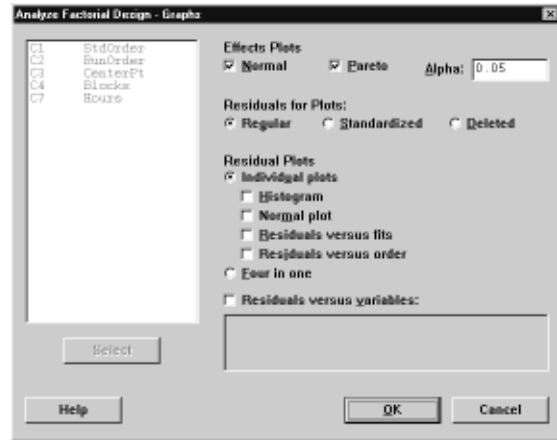 Analyze Factorial Design - Graphs
C1 StdOrder
C2 RunOrder
C3 CenterPt
C4 Blocks
C7 Hours
Select
Effects Plots
Normal Pareto Alpha: 0.05
Residuals for Plots:
Regular Standardized Deleted
Residual Plots
Individual plots
Histogram
Normal plot
Residuals versus fits
Residuals versus order
Four in one
Residuals versus variables:
Help OK Cancel